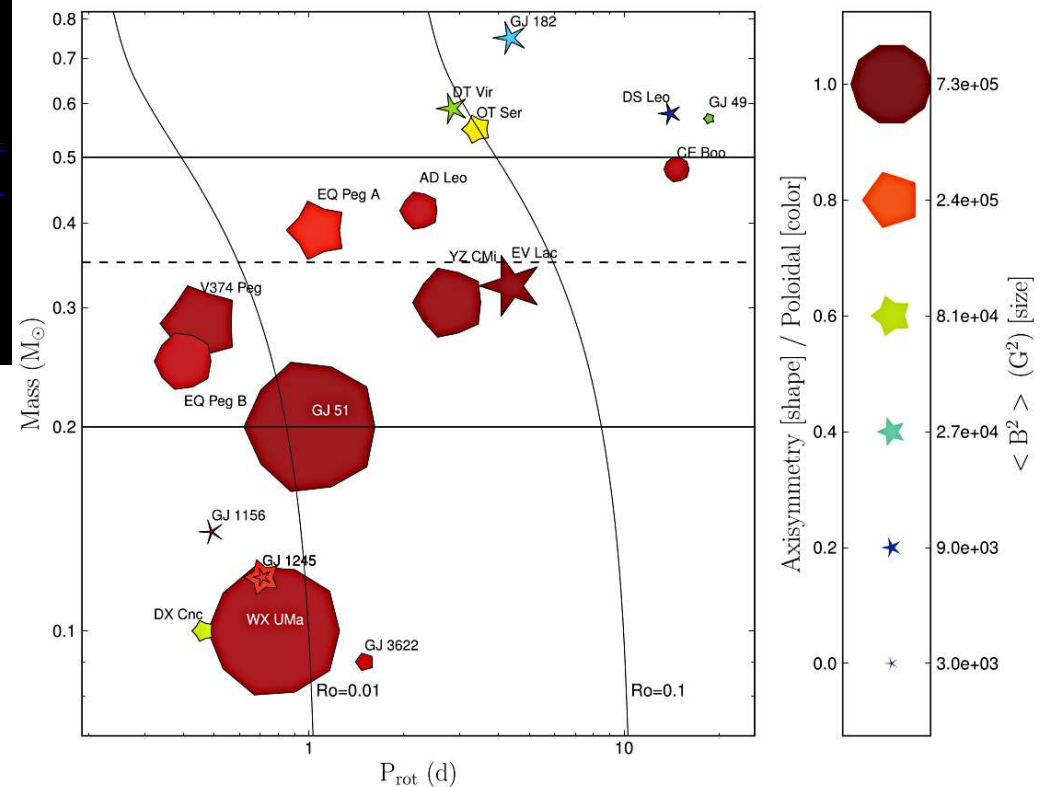 0.8
0.7
0.6
0.5
0.4
0.3
0.2
0.1
Mass (M⊙)
1
10
P_rot (d)
GJ 182
DT Vir
OT Ser
DS Leo
GJ 49
CE Boo
AD Leo
EQ Peg A
YZ CMi
EV Lac
V374 Peg
EQ Peg B
GJ 51
GJ 1156
GJ 1245
DX Cnc
WX UMa
GJ 3622
Ro=0.01
Ro=0.1
Axisymmetry [shape] / Poloidal [color]
1.0
0.8
0.6
0.4
0.2
0.0
7.3e+05
2.4e+05
8.1e+04
2.7e+04
9.0e+03
3.0e+03
< B² > (G²) [size]